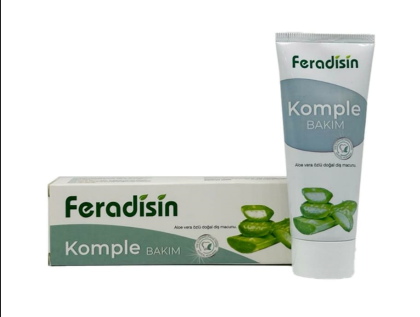 Feradisin
Komple
BAKIM
Aloe vera özlü doğal diş macunu.
Feradisin
Aloe vera özlü doğal diş macunu.
Komple BAKIM